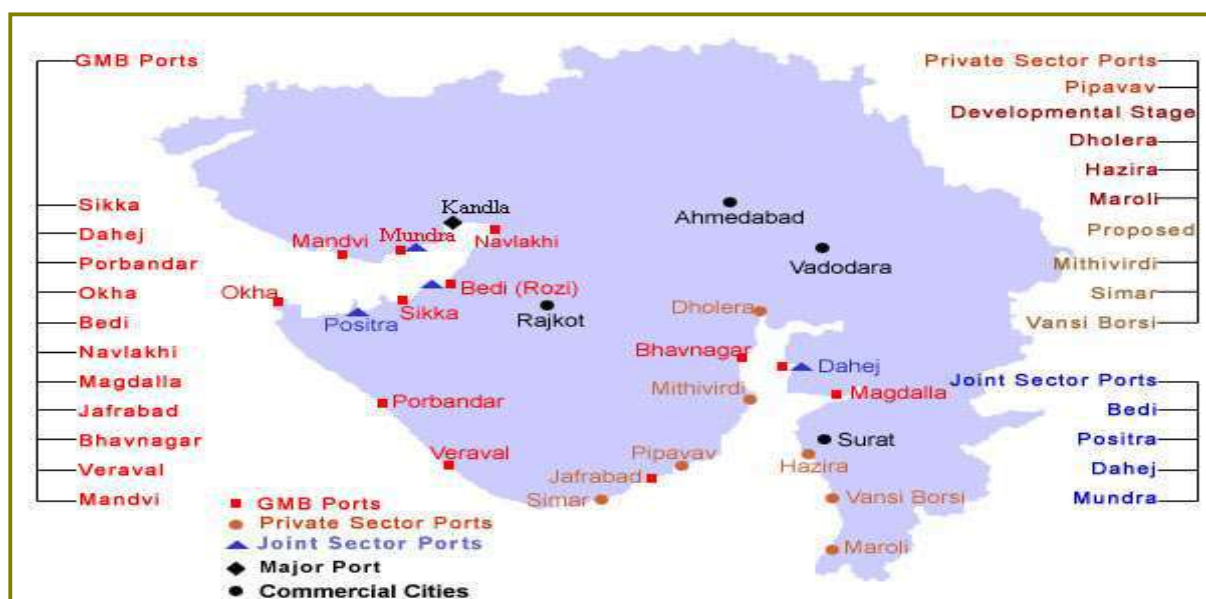 GMB Ports
Sikka
Dahej
Porbandar
Okha
Bedi
Navlakhi
Magdalla
Jafrabad
Bhavnagar
Veraval
Mandvi
Kandla
Mundra
Mandvi
Navlakhi
Okha
Bedi (Rozi)
Sikka
Positra
Rajkot
Ahmedabad
Vadodara
Dholera
Bhavnagar
Dahej
Mithivirdi
Magdalla
Porbandar
Surat
Veraval
Pipavav
Hazira
Jafrabad
Simar
Vansi Borsi
Maroli
GMB Ports
Private Sector Ports
Joint Sector Ports
Major Port
Commercial Cities
Private Sector Ports
Pipavav
Developmental Stage
Dholera
Hazira
Maroli
Proposed
Mithivirdi
Simar
Vansi Borsi
Joint Sector Ports
Bedi
Positra
Dahej
Mundra